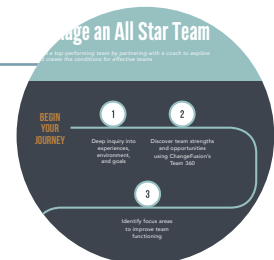 age an All Star Team
a top-performing team by partnering with a coach to explore
creates the conditions for effective teams
BEGIN
YOUR
JOURNEY
1
2
Deep inquiry into
experiences,
environment,
and goals
Discover team strengths
and opportunities
using ChangeFusion's
Team 360
3
Identify focus areas
to improve team
functioning